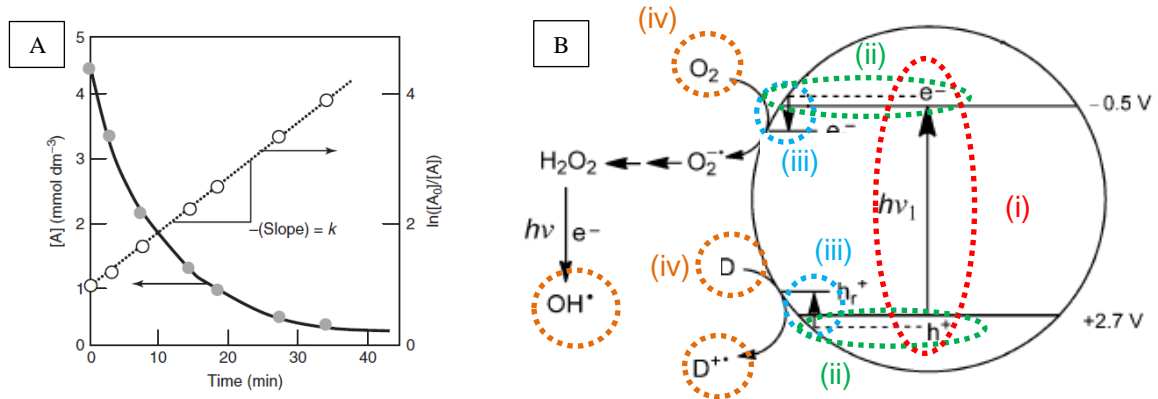 A
5
4
3
2
1
0
[A] (mmol dm⁻³)
4
2
0
ln([A₀]/[A])
–(Slope) = k
0
10
20
30
40
Time (min)
B
(iv)
O₂
(ii)
e⁻
– 0.5 V
e⁻
(iii)
H₂O₂
O₂⁻•
hν
e⁻
hν₁
(i)
(iv)
D
(iii)
hᵣ⁺
OH•
h⁺
+2.7 V
D⁺•
(ii)